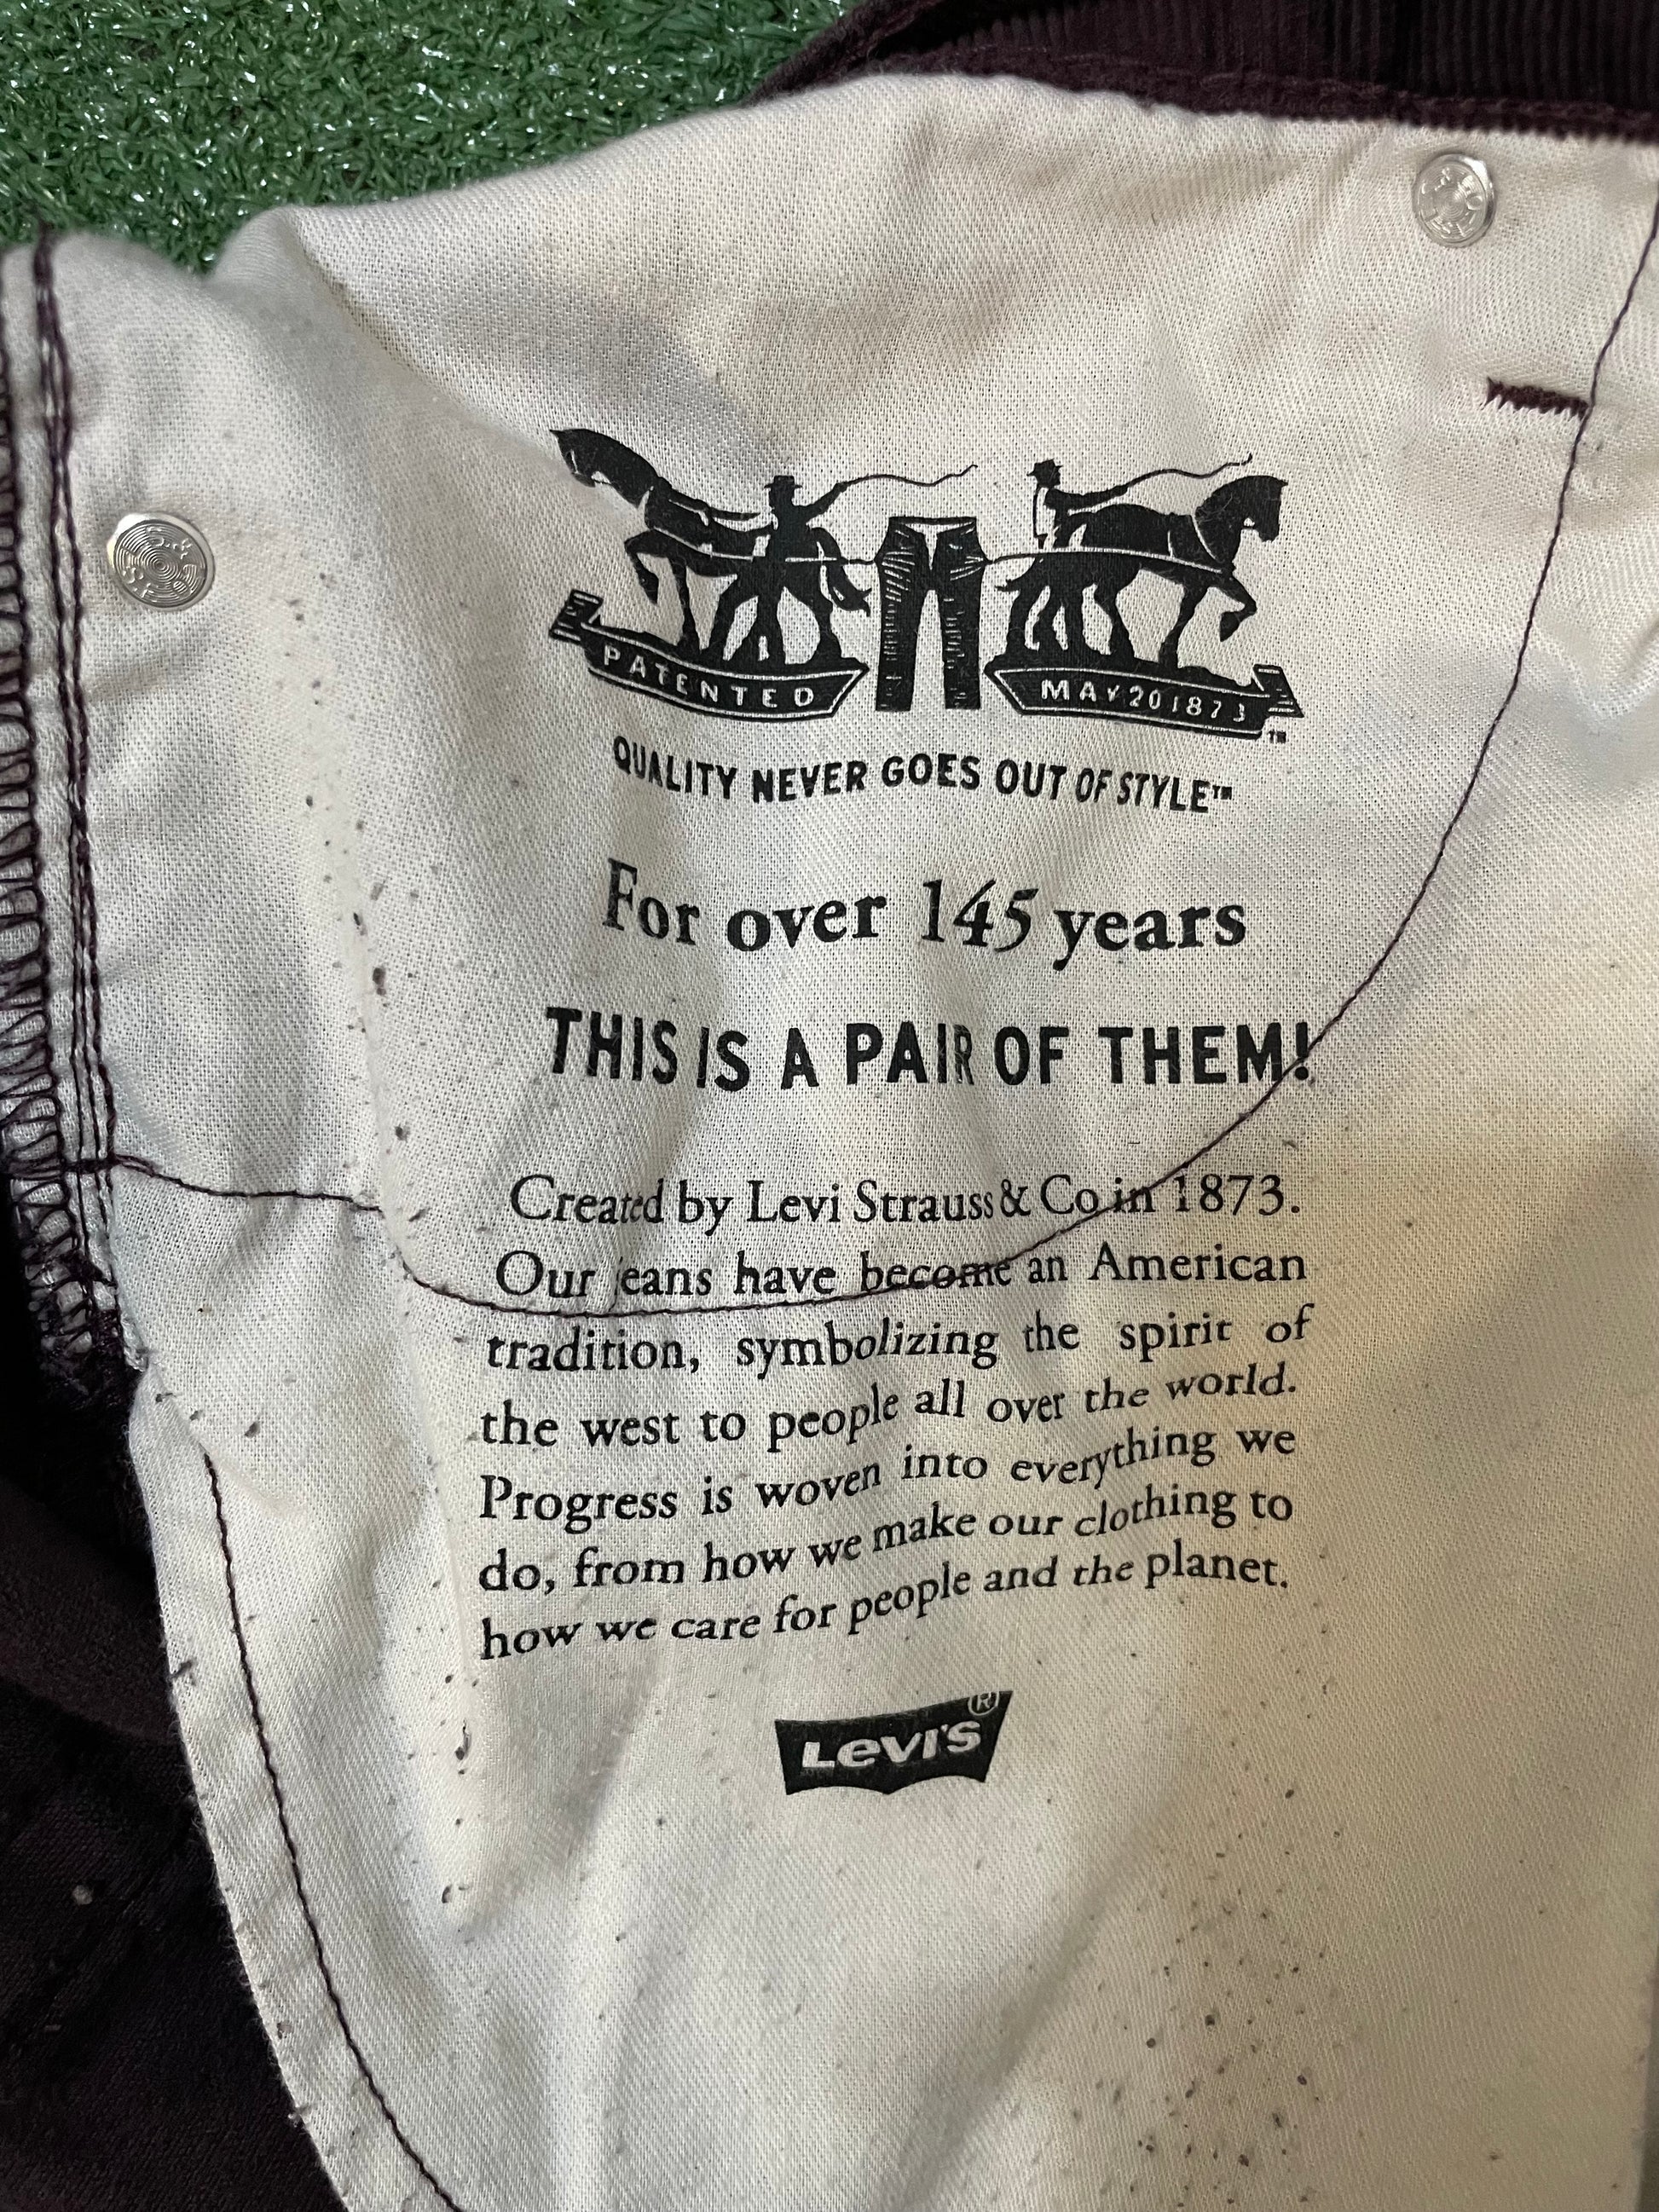 PATENTED
MAY 20 1873
TM
QUALITY NEVER GOES OUT OF STYLE™
For over 145 years
THIS IS A PAIR OF THEM!
Created by Levi Strauss & Co in 1873.
Our jeans have become an American
tradition, symbolizing the spirit of
the west to people all over the world.
Progress is woven into everything we
do, from how we make our clothing to
how we care for people and the planet.
LEVI'S®